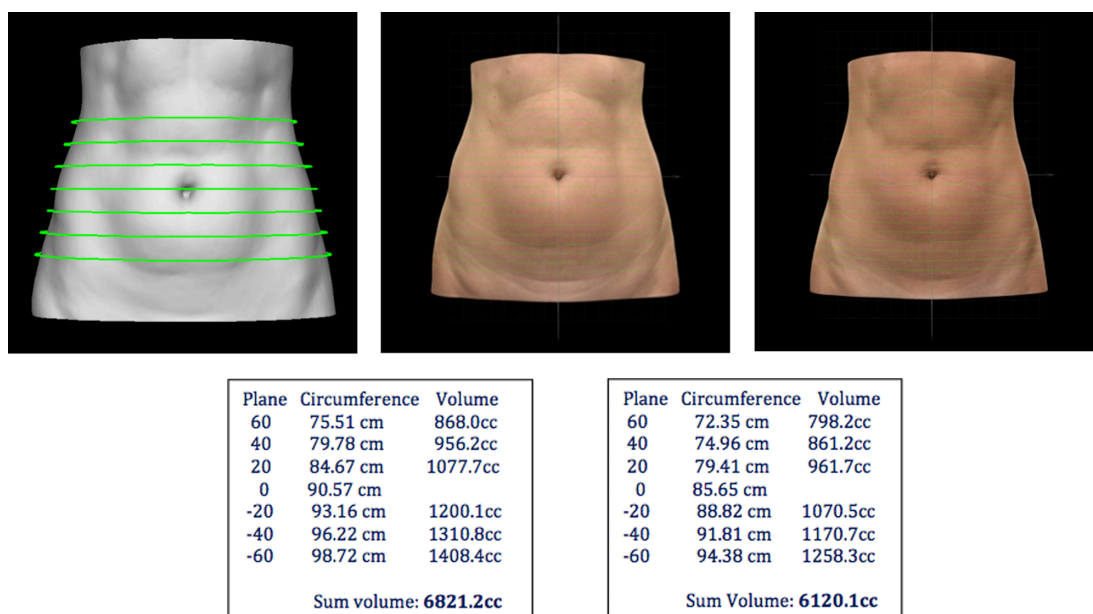 Plane Circumference Volume
60 75.51 cm 868.0cc
40 79.78 cm 956.2cc
20 84.67 cm 1077.7cc
0 90.57 cm
-20 93.16 cm 1200.1cc
-40 96.22 cm 1310.8cc
-60 98.72 cm 1408.4cc
Sum volume: 6821.2cc
Plane Circumference Volume
60 72.35 cm 798.2cc
40 74.96 cm 861.2cc
20 79.41 cm 961.7cc
0 85.65 cm
-20 88.82 cm 1070.5cc
-40 91.81 cm 1170.7cc
-60 94.38 cm 1258.3cc
Sum Volume: 6120.1cc